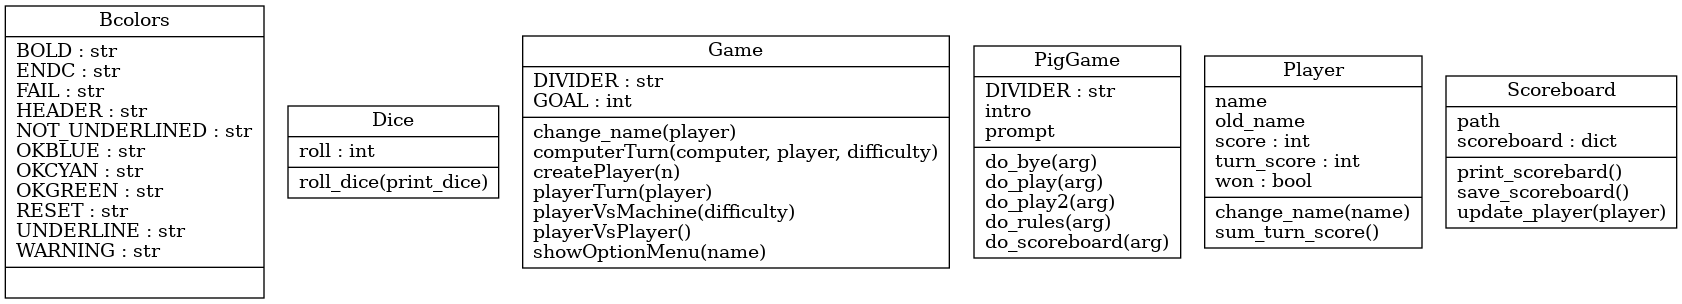 Bcolors
BOLD : str
ENDC : str
FAIL : str
HEADER : str
NOT_UNDERLINED : str
OKBLUE : str
OKCYAN : str
OKGREEN : str
RESET : str
UNDERLINE : str
WARNING : str
Dice
roll : int
roll_dice(print_dice)
Game
DIVIDER : str
GOAL : int
change_name(player)
computerTurn(computer, player, difficulty)
createPlayer(n)
playerTurn(player)
playerVsMachine(difficulty)
playerVsPlayer()
showOptionMenu(name)
PigGame
DIVIDER : str
intro
prompt
do_bye(arg)
do_play(arg)
do_play2(arg)
do_rules(arg)
do_scoreboard(arg)
Player
name
old_name
score : int
turn_score : int
won : bool
change_name(name)
sum_turn_score()
Scoreboard
path
scoreboard : dict
print_scorebard()
save_scoreboard()
update_player(player)